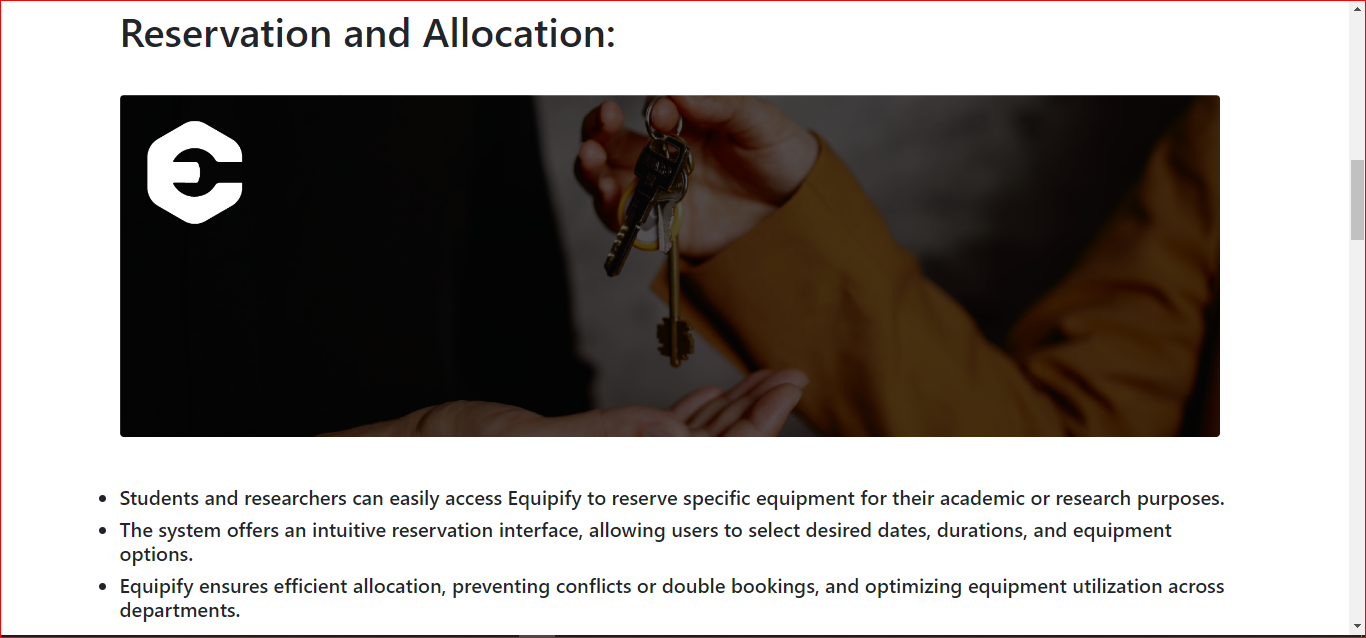 Reservation and Allocation:
Students and researchers can easily access Equipify to reserve specific equipment for their academic or research purposes.
The system offers an intuitive reservation interface, allowing users to select desired dates, durations, and equipment
options.
Equipify ensures efficient allocation, preventing conflicts or double bookings, and optimizing equipment utilization across
departments.